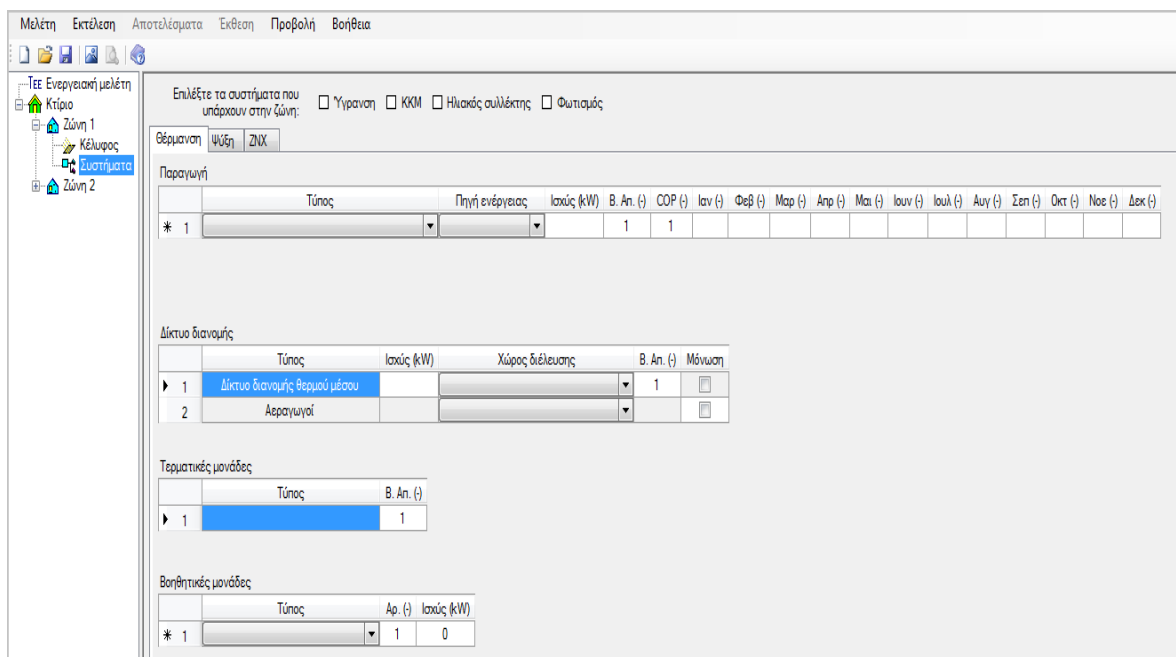 Μελέτη Εκτέλεση Αποτελέσματα Έκθεση Προβολή Βοήθεια
ΤΕΕ Ενεργειακή μελέτη
Κτίριο
Ζώνη 1
Κέλυφος
Συστήματα
Ζώνη 2
Επιλέξτε τα συστήματα που
υπάρχουν στην ζώνη:
Ύγρανση ΚΚΜ Ηλιακός συλλέκτης Φωτισμός
Θέρμανση Ψύξη ΖΝΧ
Παραγωγή
Τύπος Πηγή ενέργειας Ισχύς (kW) Β. Απ. (-) COP (-) Ιαν (-) Φεβ (-) Μαρ (-) Απρ (-) Μαι (-) Ιουν (-) Ιουλ (-) Αυγ (-) Σεπ (-) Οκτ (-) Νοε (-) Δεκ (-)
1 1 1
Δίκτυο διανομής
Τύπος Ισχύς (kW) Χώρος διέλευσης Β. Απ. (-) Μόνωση
1 Δίκτυο διανομής θερμού μέσου 1
2 Αεραγωγοί
Τερματικές μονάδες
Τύπος Β. Απ. (-)
1 1
Βοηθητικές μονάδες
Τύπος Αρ. (-) Ισχύς (kW)
1 1 0